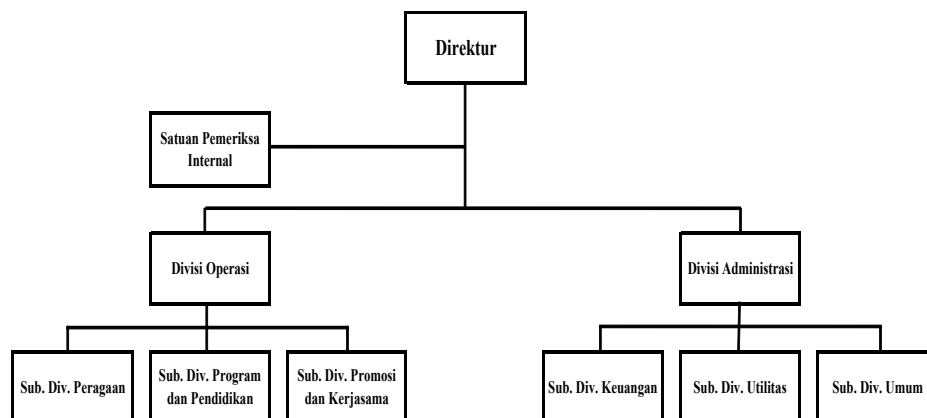 Direktur
Satuan Pemeriksa
Internal
Divisi Operasi
Divisi Administrasi
Sub. Div. Peragaan
Sub. Div. Program
dan Pendidikan
Sub. Div. Promosi
dan Kerjasama
Sub. Div. Keuangan
Sub. Div. Utilitas
Sub. Div. Umum